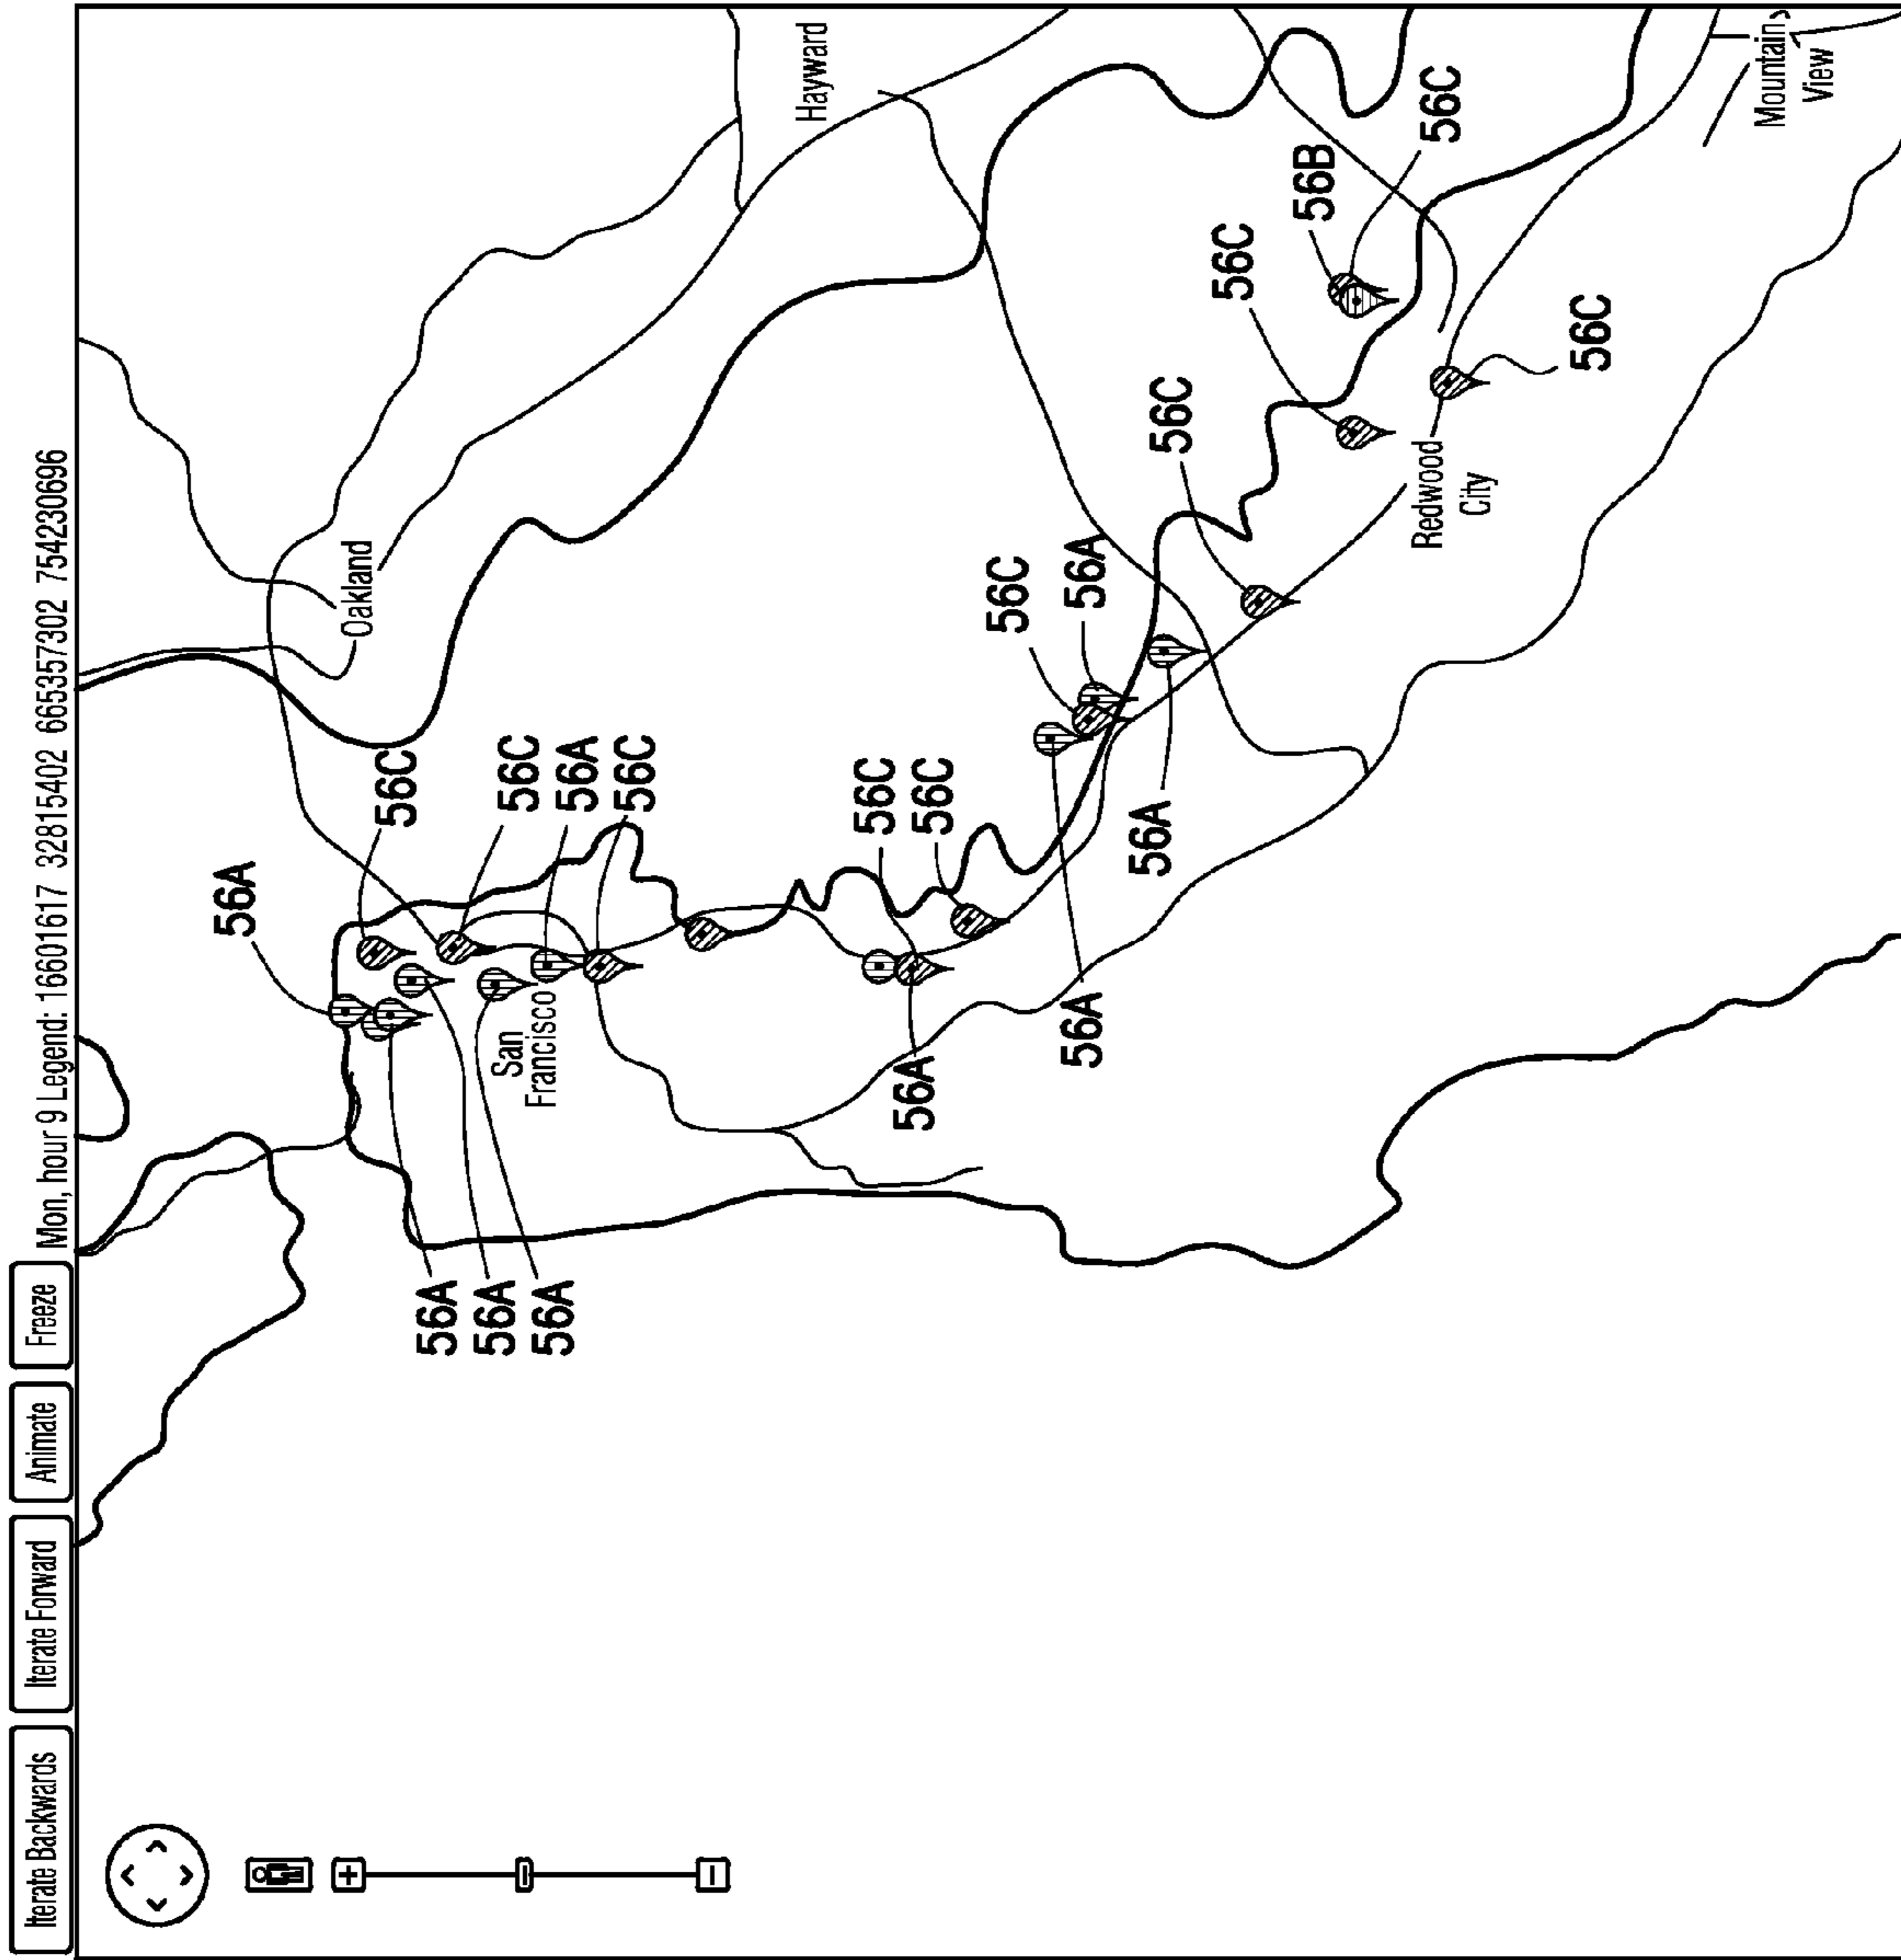 Iterate Backwards Iterate Forward Animate Freeze Mon, hour 9 Legend: 16601617 32815402 665357302 754230696
56A
Oakland
56C
56A
56A
San
Francisco
56C
56A
56A
56C
Hayward
56C
56A
56C
56C
56A
56A
56A
56C
56C
56B
Redwood
City
56C
56C
Mountain
View